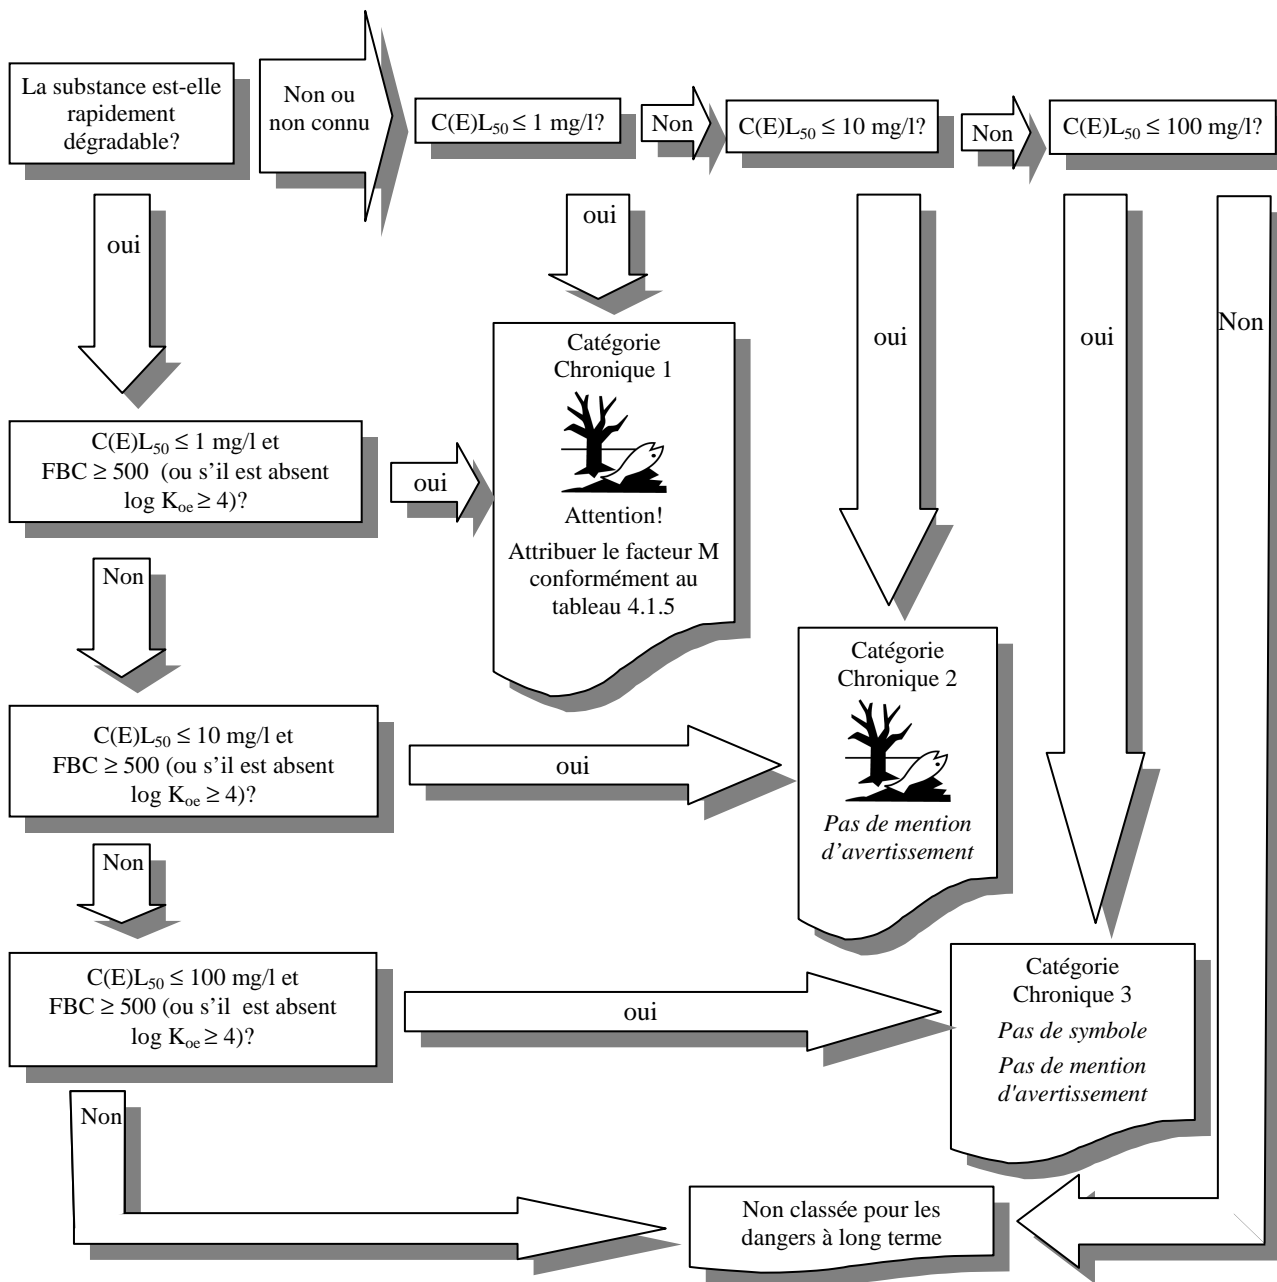 La substance est-elle
rapidement
dégradable?
Non ou
non connu
C(E)L₅₀ ≤ 1 mg/l?
Non
C(E)L₅₀ ≤ 10 mg/l?
Non
C(E)L₅₀ ≤ 100 mg/l?
oui
oui
oui
oui
Non
Catégorie
Chronique 1
Attention!
Attribuer le facteur M
conformément au
tableau 4.1.5
C(E)L₅₀ ≤ 1 mg/l et
FBC ≥ 500 (ou s’il est absent
log Kₒₑ ≥ 4)?
oui
Non
Catégorie
Chronique 2
Pas de mention
d’avertissement
C(E)L₅₀ ≤ 10 mg/l et
FBC ≥ 500 (ou s’il est absent
log Kₒₑ ≥ 4)?
oui
Non
C(E)L₅₀ ≤ 100 mg/l et
FBC ≥ 500 (ou s’il est absent
log Kₒₑ ≥ 4)?
oui
Catégorie
Chronique 3
Pas de symbole
Pas de mention
d'avertissement
Non
Non classée pour les
dangers à long terme